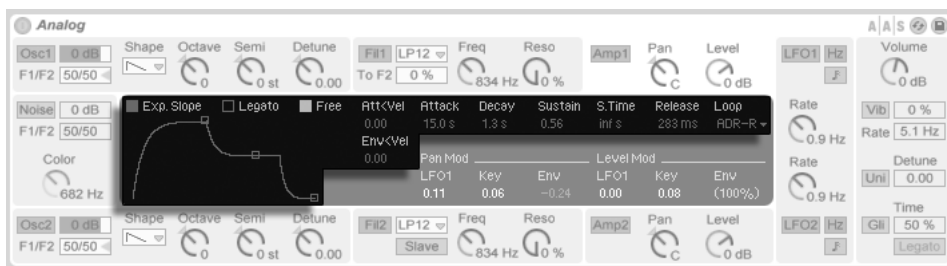 Analog A|A|S
Osc1 0 dB Shape Octave Semi Detune Fil1 LP12 Freq Reso Amp1 Pan Level LFO1 Hz Volume
F1/F2 50/50 0 0 st 0.00 To F2 0 % 834 Hz 0 % C 0 dB 0 dB
Noise 0 dB Exp. Slope Legato Free Att<Vel Attack Decay Sustain S.Time Release Loop Rate Vib 0 %
F1/F2 50/50 0.00 15.0 s 1.3 s 0.56 inf s 283 ms ADR-R 0.9 Hz Rate 5.1 Hz
Env<Vel
Color 0.00 Pan Mod Level Mod Rate Detune
LFO1 Key Env LFO1 Key Env Uni 0.00
682 Hz 0.11 0.06 -0.24 0.00 0.08 (100%) 0.9 Hz
Time
Osc2 0 dB Shape Octave Semi Detune Fil2 LP12 Freq Reso Amp2 Pan Level LFO2 Hz Gli 50 %
F1/F2 50/50 0 0 st 0.00 Slave 834 Hz 0 % C 0 dB Legato